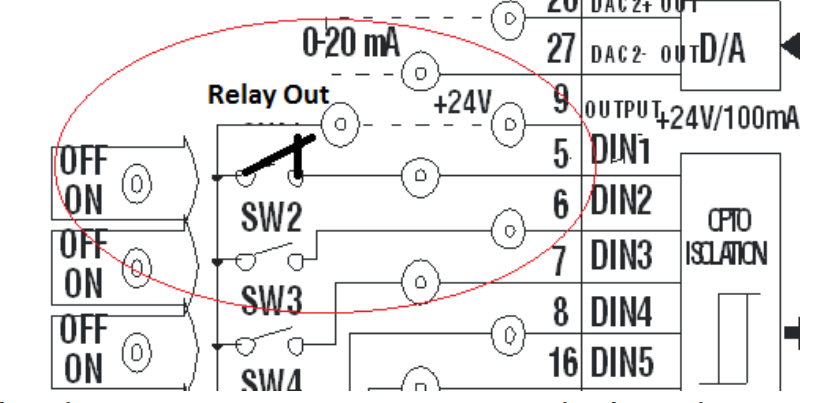 26 DAC2+ OUT
0-20 mA
27 DAC2- OUT D/A
Relay Out
+24V
9 OUTPUT +24V/100mA
OFF
ON
5 DIN1
SW2
6 DIN2
OPTO
ISOLATION
OFF
ON
7 DIN3
SW3
8 DIN4
OFF
ON
16 DIN5
SW4